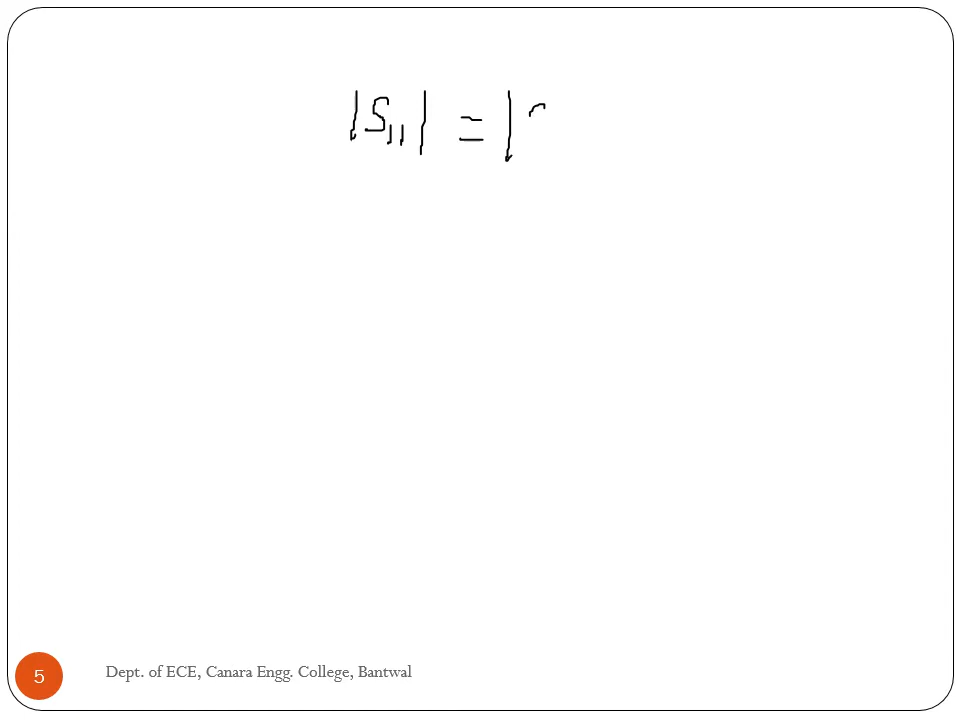 |S₁₁| = |
5
Dept. of ECE, Canara Engg. College, Bantwal